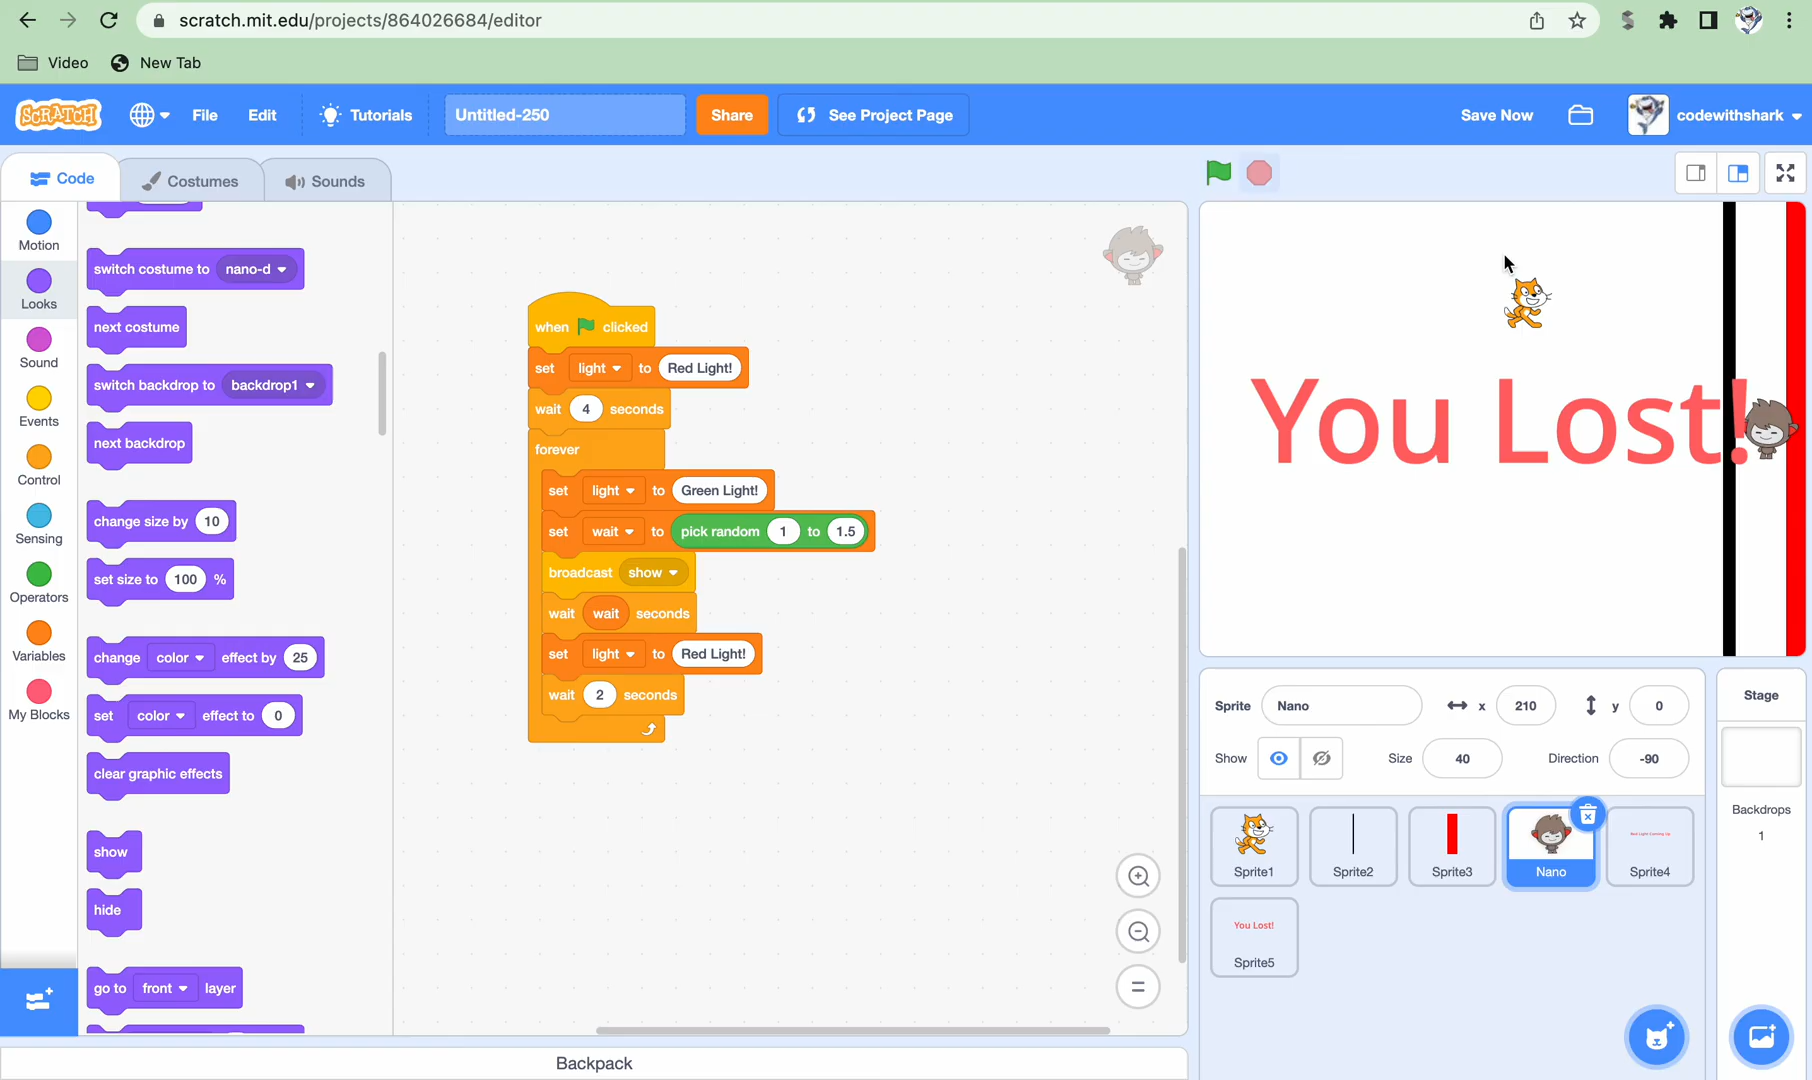 scratch.mit.edu/projects/864026684/editor
Video
New Tab
SCRATCH
File
Edit
Tutorials
Untitled-250
Share
See Project Page
Save Now
codewithshark
Code
Costumes
Sounds
Motion
Looks
Sound
Events
Control
Sensing
Operators
Variables
My Blocks
switch costume to nano-d
next costume
switch backdrop to backdrop1
next backdrop
change size by 10
set size to 100 %
change color effect by 25
set color effect to 0
clear graphic effects
show
hide
go to front layer
when clicked
set light to Red Light!
wait 4 seconds
forever
set light to Green Light!
set wait to pick random 1 to 1.5
broadcast show
wait wait seconds
set light to Red Light!
wait 2 seconds
Backpack
You Lost!
Sprite Nano x 210 y 0
Show Size 40 Direction -90
Sprite1
Sprite2
Sprite3
Nano
Red Light Coming Up
Sprite4
You Lost!
Sprite5
Stage
Backdrops
1